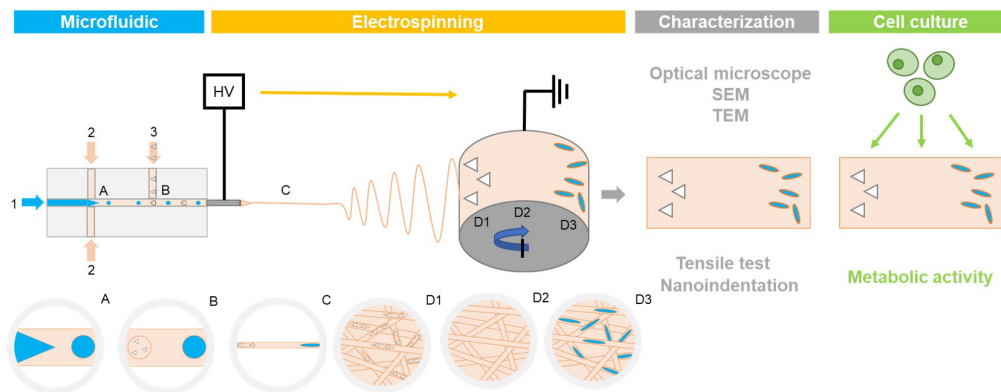 Microfluidic
Electrospinning
Characterization
Cell culture
HV
Optical microscope
SEM
TEM
2
3
A
B
C
1
2
D1
D2
D3
Tensile test
Nanoindentation
Metabolic activity
A
B
C
D1
D2
D3